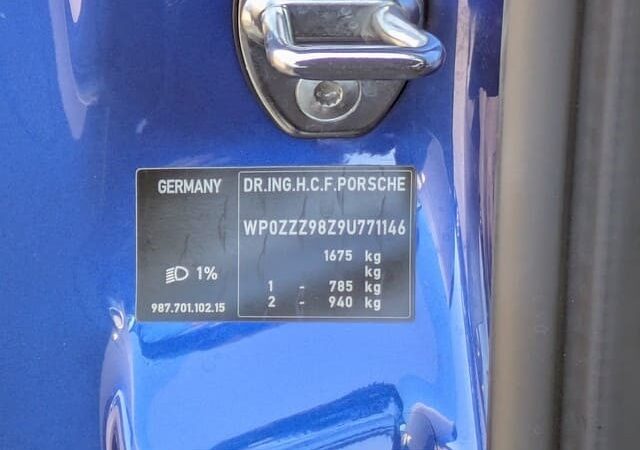 GERMANY
DR.ING.H.C.F.PORSCHE
WP0ZZZ98Z9U771146
1675 kg
kg
1%
1 - 785 kg
2 - 940 kg
987.701.102.15